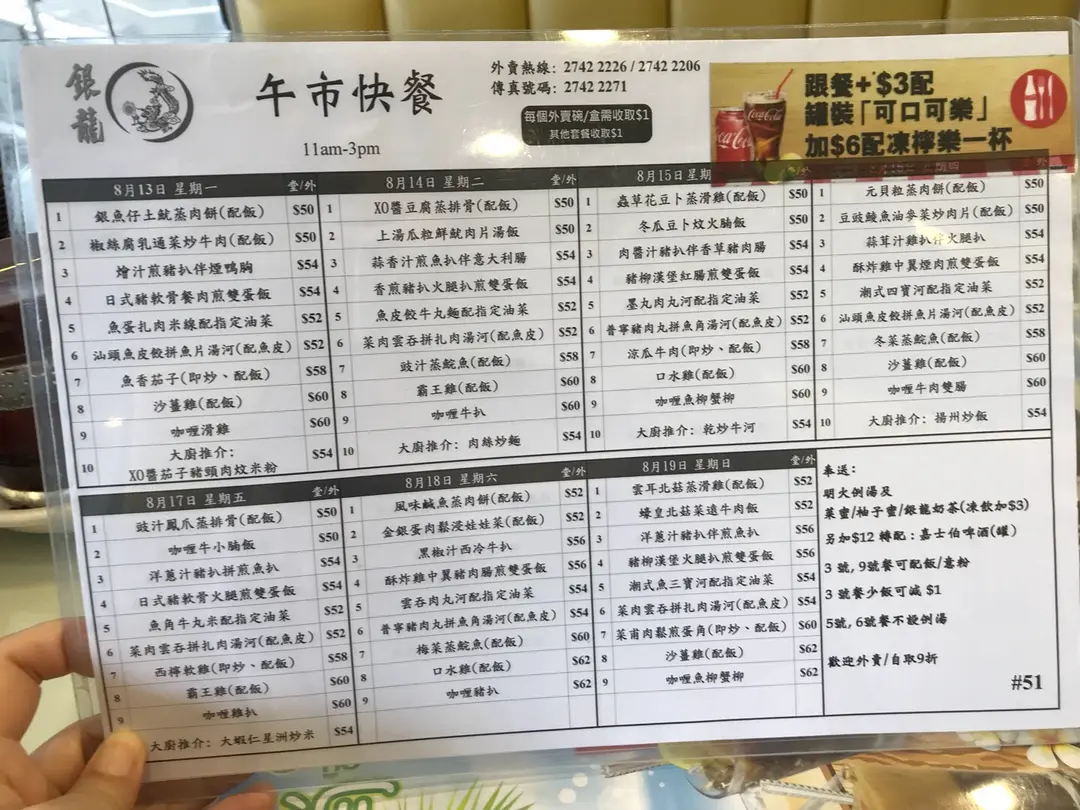 銀龍
午市快餐
11am-3pm
外賣熱線: 2742 2226 / 2742 2206
傳真號碼: 2742 2271
每個外賣碗/盒需收取$1
其他套餐收取$1
跟餐+$3配
罐裝「可口可樂」
加$6配凍檸樂一杯
8月13日 星期一 堂/外
1 銀魚仔土魷蒸肉餅(配飯) $50
2 椒絲腐乳通菜炒牛肉(配飯) $50
3 燴汁煎豬扒伴煙鴨胸 $54
4 日式豬軟骨餐肉煎雙蛋飯 $54
5 魚蛋扎肉米線配指定油菜 $52
6 汕頭魚皮餃拼魚片湯河(配魚皮) $52
7 魚香茄子(即炒、配飯) $58
8 沙薑雞(配飯) $60
9 咖喱滑雞 $60
10 大廚推介:
XO醬茄子豬頸肉炆米粉 $54
8月14日 星期二 堂/外
1 XO醬豆腐蒸排骨(配飯) $50
2 上湯瓜粒鮮魷肉片湯飯 $50
3 蒜香汁煎魚扒伴意大利腸 $54
4 香煎豬扒火腿扒煎雙蛋飯 $54
5 魚皮餃牛丸麵配指定油菜 $52
6 菜肉雲吞拼扎肉湯河(配魚皮) $52
7 豉汁蒸鯇魚(配飯) $58
8 霸王雞(配飯) $60
9 咖喱牛扒 $60
10 大廚推介: 肉絲炒麵 $54
8月15日 星期
1 蟲草花豆卜蒸滑雞(配飯) $50
2 冬瓜豆卜炆火腩飯 $50
3 肉醬汁豬扒伴香草豬肉腸 $54
4 豬柳漢堡紅腸煎雙蛋飯 $54
5 墨丸肉丸河配指定油菜 $52
6 普寧豬肉丸拼魚角湯河(配魚皮) $52
7 涼瓜牛肉(即炒、配飯) $58
8 口水雞(配飯) $60
9 咖喱魚柳蟹柳 $60
10 大廚推介: 乾炒牛河 $54
1 元貝粒蒸肉餅(配飯) $50
2 豆豉鯪魚油麥菜炒肉片(配飯) $50
3 蒜茸汁雞扒伴火腿扒 $54
4 酥炸雞中翼煙肉煎雙蛋飯 $54
5 潮式四寶河配指定油菜 $52
6 汕頭魚皮餃拼魚片湯河(配魚皮) $52
7 冬菜蒸鯇魚(配飯) $58
8 沙薑雞(配飯) $60
9 咖喱牛肉雙腸 $60
10 大廚推介: 揚州炒飯 $54
8月17日 星期五 堂/外
1 豉汁鳳爪蒸排骨(配飯) $50
2 咖喱牛小腩飯 $50
3 洋蔥汁豬扒拼煎魚扒 $54
4 日式豬軟骨火腿煎雙蛋飯 $54
5 魚角牛丸米配指定油菜 $52
6 菜肉雲吞拼扎肉湯河(配魚皮) $52
7 西檸軟雞(即炒、配飯) $58
8 霸王雞(配飯) $60
9 咖喱雞扒 $60
大廚推介: 大蝦仁星洲炒米 $54
8月18日 星期六 堂/外
1 風味鹹魚蒸肉餅(配飯) $52
2 金銀蛋肉鬆浸娃娃菜(配飯) $52
3 黑椒汁西冷牛扒 $56
4 酥炸雞中翼豬肉腸煎雙蛋飯 $56
5 雲吞肉丸河配指定油菜 $54
6 普寧豬肉丸拼魚角湯河(配魚皮) $54
7 梅菜蒸鯇魚(配飯) $60
8 口水雞(配飯) $62
9 咖喱豬扒 $62
8月19日 星期日 堂/外
1 雲耳北菇蒸滑雞(配飯) $52
2 蠔皇北菇菜遠牛肉飯 $52
3 洋蔥汁豬扒伴煎魚扒 $56
4 豬柳漢堡火腿扒煎雙蛋飯 $56
5 潮式魚三寶河配指定油菜 $54
6 菜肉雲吞拼扎肉湯河(配魚皮) $54
7 菜甫肉鬆煎蛋角(即炒、配飯) $60
8 沙薑雞(配飯) $62
9 咖喱魚柳蟹柳 $62
奉送:
明火例湯及
菓蜜/柚子蜜/銀龍奶茶(凍飲加$3)
另加$12 轉配: 嘉士伯啤酒(罐)
3 號, 9號餐可配飯/意粉
3 號餐少飯可減 $1
5號, 6號餐不設例湯
歡迎外賣/自取9折
#51